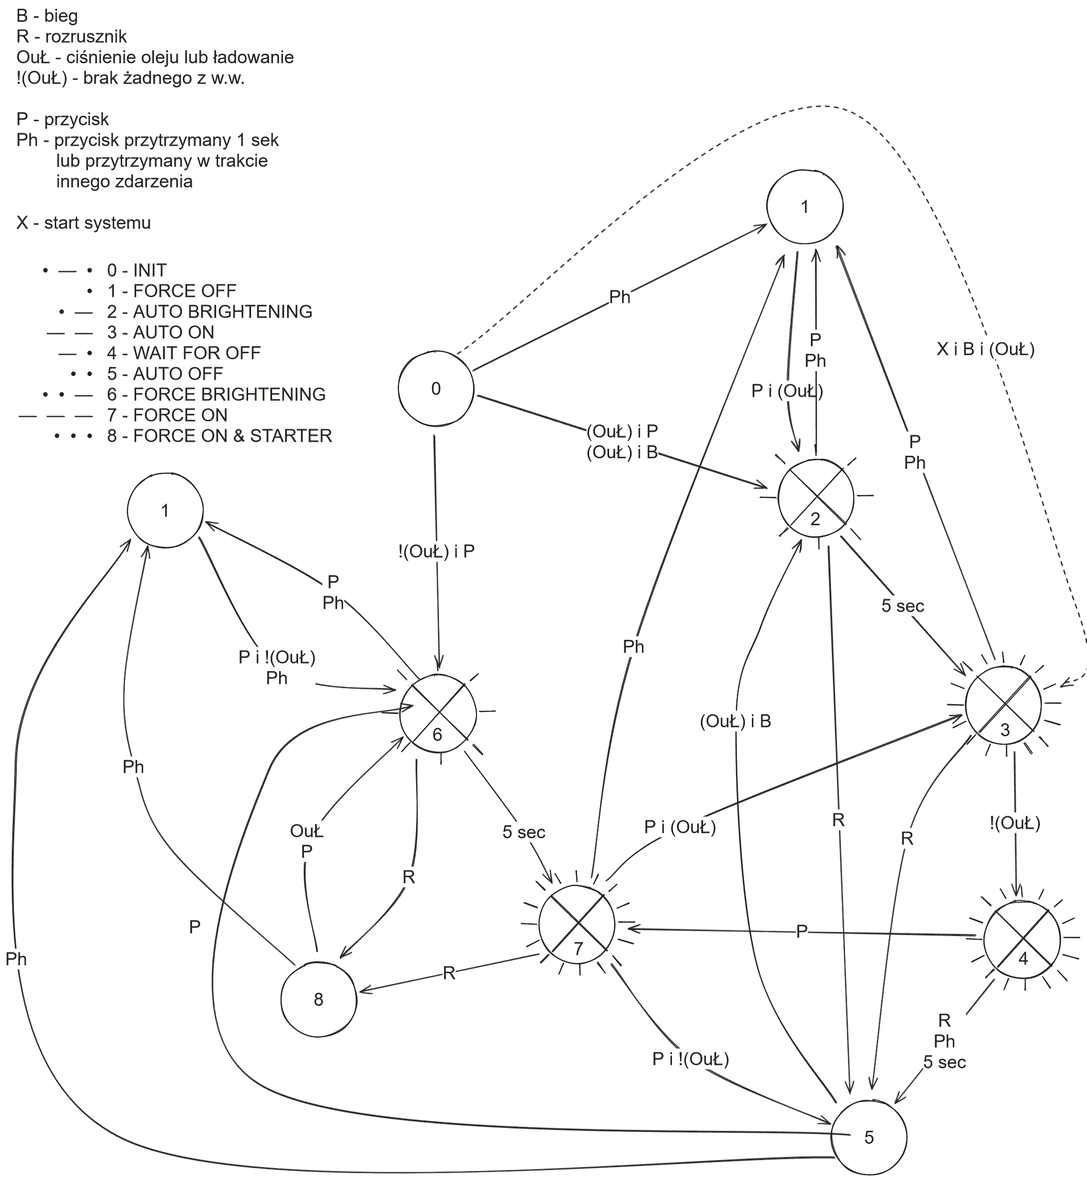 B - bieg
R - rozrusznik
OuŁ - ciśnienie oleju lub ładowanie
!(OuŁ) - brak żadnego z w.w.
P - przycisk
Ph - przycisk przytrzymany 1 sek
lub przytrzymany w trakcie
innego zdarzenia
X - start systemu
• — • 0 - INIT
• 1 - FORCE OFF
• — 2 - AUTO BRIGHTENING
— — 3 - AUTO ON
— • 4 - WAIT FOR OFF
• • 5 - AUTO OFF
• • — 6 - FORCE BRIGHTENING
— — — 7 - FORCE ON
• • • 8 - FORCE ON & STARTER
1
Ph
X i B i (OuŁ)
P
Ph
0
P i (OuŁ)
(OuŁ) i P
(OuŁ) i B
P
Ph
1
2
!(OuŁ) i P
P
Ph
5 sec
P i !(OuŁ)
Ph
Ph
(OuŁ) i B
6
3
Ph
OuŁ
P
5 sec
P i (OuŁ)
R
!(OuŁ)
R
R
P
P
7
4
Ph
R
8
R
Ph
5 sec
P i !(OuŁ)
5